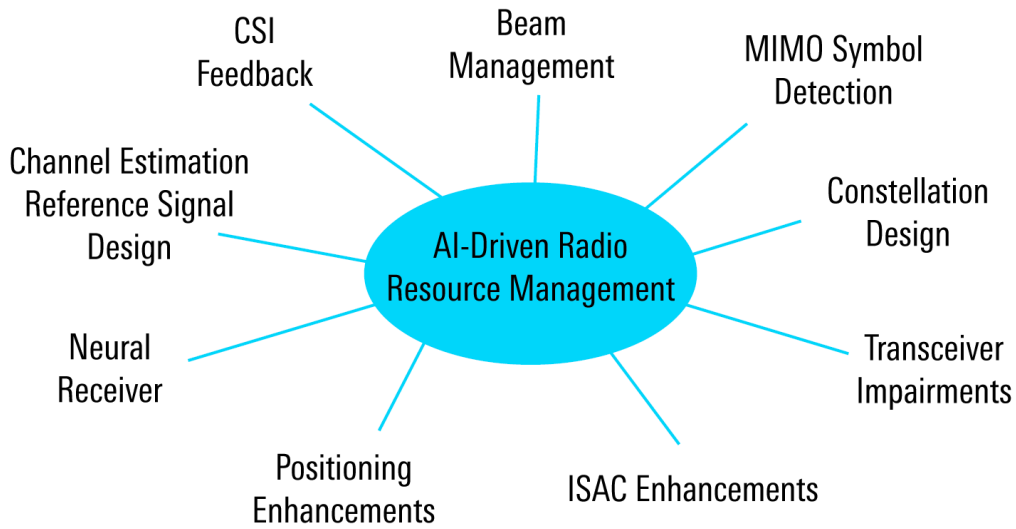 CSI
Feedback
Beam
Management
MIMO Symbol
Detection
Channel Estimation
Reference Signal
Design
Constellation
Design
AI-Driven Radio
Resource Management
Neural
Receiver
Transceiver
Impairments
Positioning
Enhancements
ISAC Enhancements